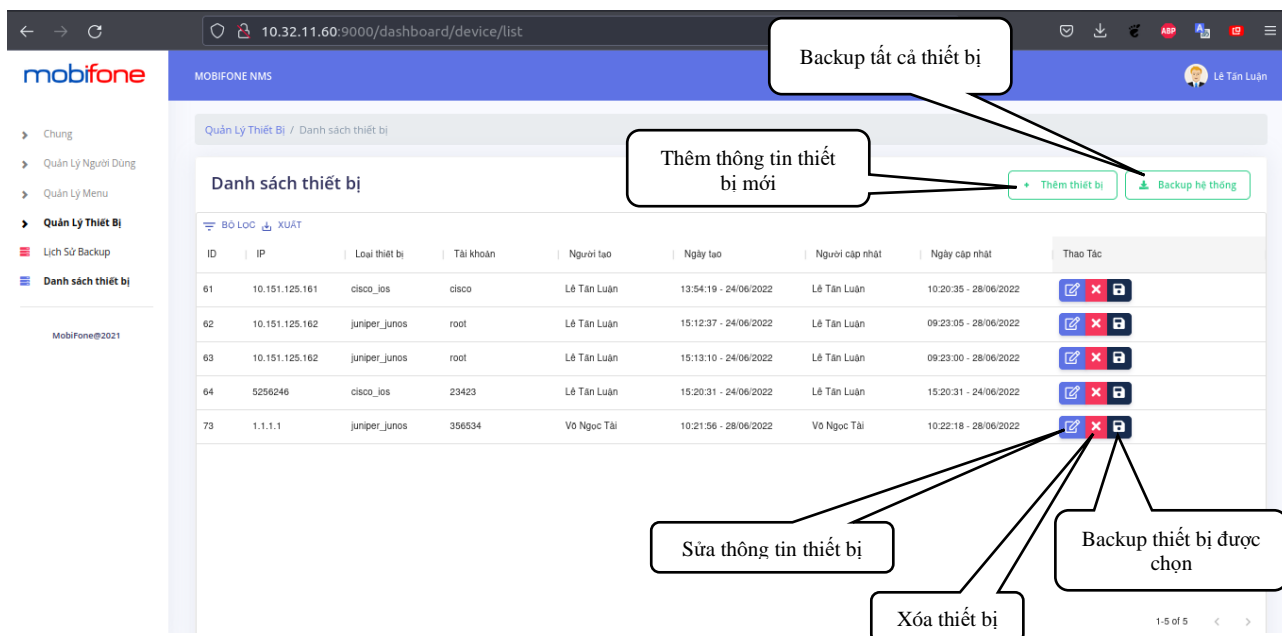 10.32.11.60:9000/dashboard/device/list
ABP
Backup tất cả thiết bị
mobifone
MOBIFONE NMS
Lê Tấn Luận
Chung
Quản Lý Người Dùng
Quản Lý Menu
Quản Lý Thiết Bị
Lịch Sử Backup
Danh sách thiết bị
MobiFone@2021
Quản Lý Thiết Bị / Danh sách thiết bị
Thêm thông tin thiết
bị mới
Danh sách thiết bị
+ Thêm thiết bị
Backup hệ thống
BỘ LỌC XUẤT
ID IP Loại thiết bị Tài khoản Người tạo Ngày tạo Người cập nhật Ngày cập nhật Thao Tác
61 10.151.125.161 cisco_ios cisco Lê Tấn Luận 13:54:19 - 24/06/2022 Lê Tấn Luận 10:20:35 - 28/06/2022
62 10.151.125.162 juniper_junos root Lê Tấn Luận 15:12:37 - 24/06/2022 Lê Tấn Luận 09:23:05 - 28/06/2022
63 10.151.125.162 juniper_junos root Lê Tấn Luận 15:13:10 - 24/06/2022 Lê Tấn Luận 09:23:00 - 28/06/2022
64 5256246 cisco_ios 23423 Lê Tấn Luận 15:20:31 - 24/06/2022 Lê Tấn Luận 15:20:31 - 24/06/2022
73 1.1.1.1 juniper_junos 356534 Võ Ngọc Tài 10:21:56 - 28/06/2022 Võ Ngọc Tài 10:22:18 - 28/06/2022
Sửa thông tin thiết bị
Backup thiết bị được
chọn
Xóa thiết bị
1-5 of 5